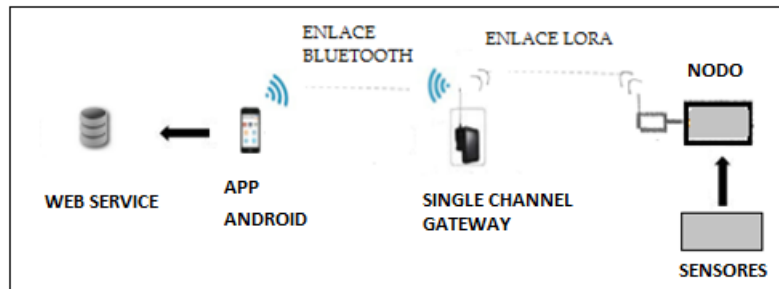 ENLACE
BLUETOOTH
ENLACE LORA
NODO
WEB SERVICE
APP
ANDROID
SINGLE CHANNEL
GATEWAY
SENSORES